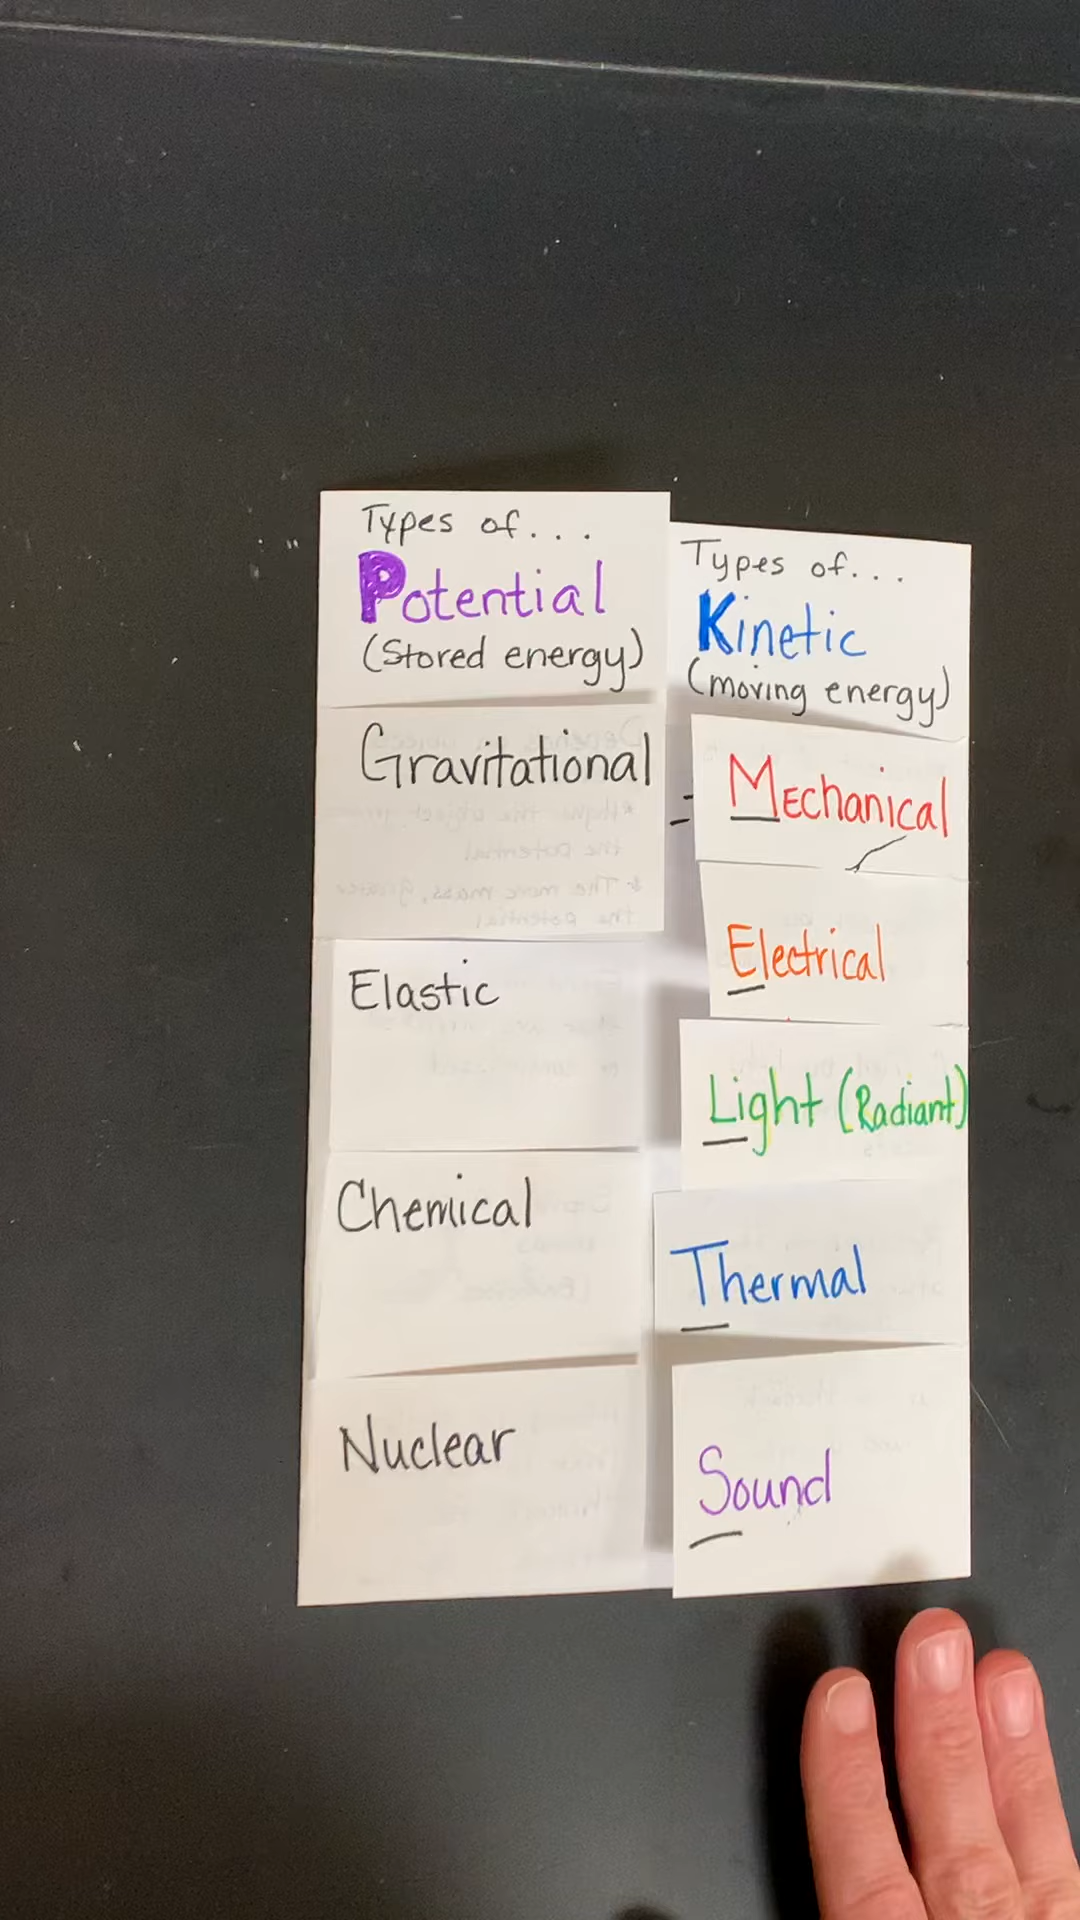 Types of...
Potential
(Stored energy)
Gravitational
Elastic
Chemical
Nuclear
Types of...
Kinetic
(moving energy)
Mechanical
Electrical
Light (Radiant)
Thermal
Sound